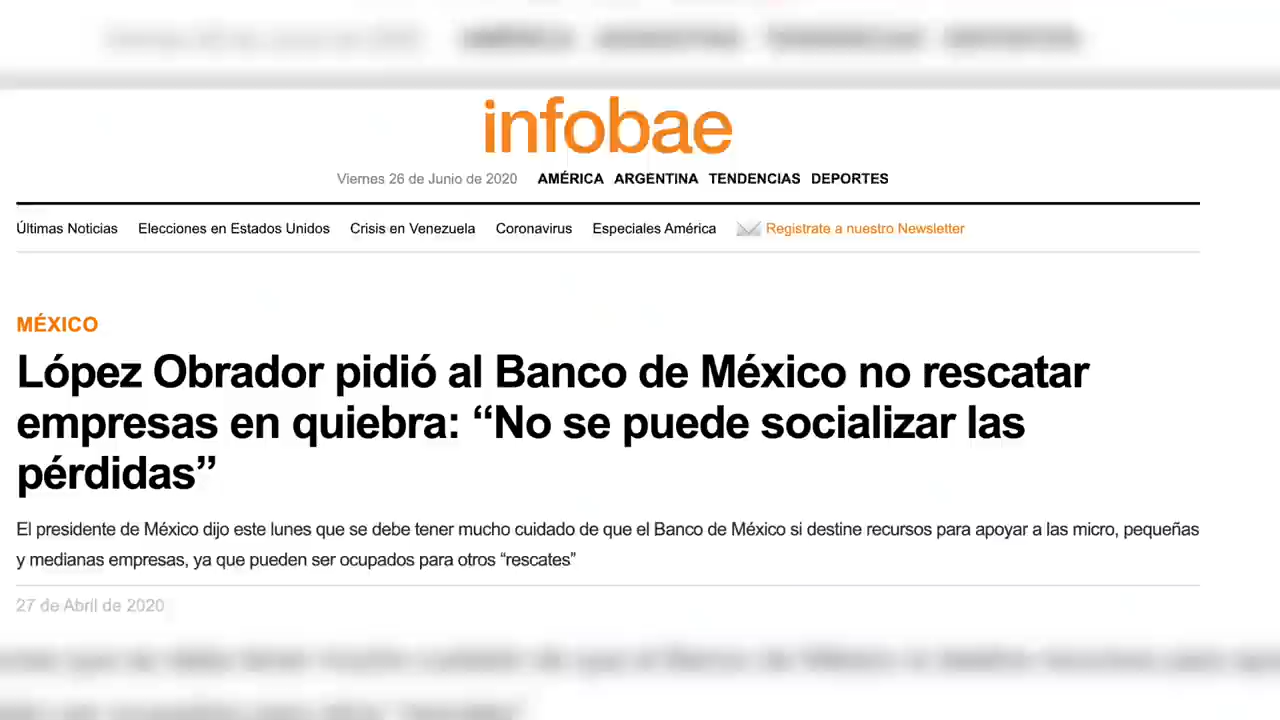 infobae
Viernes 26 de Junio de 2020 AMÉRICA ARGENTINA TENDENCIAS DEPORTES
Últimas Noticias Elecciones en Estados Unidos Crisis en Venezuela Coronavirus Especiales América Registrate a nuestro Newsletter
MÉXICO
López Obrador pidió al Banco de México no rescatar
empresas en quiebra: “No se puede socializar las
pérdidas”
El presidente de México dijo este lunes que se debe tener mucho cuidado de que el Banco de México si destine recursos para apoyar a las micro, pequeñas
y medianas empresas, ya que pueden ser ocupados para otros “rescates”
27 de Abril de 2020